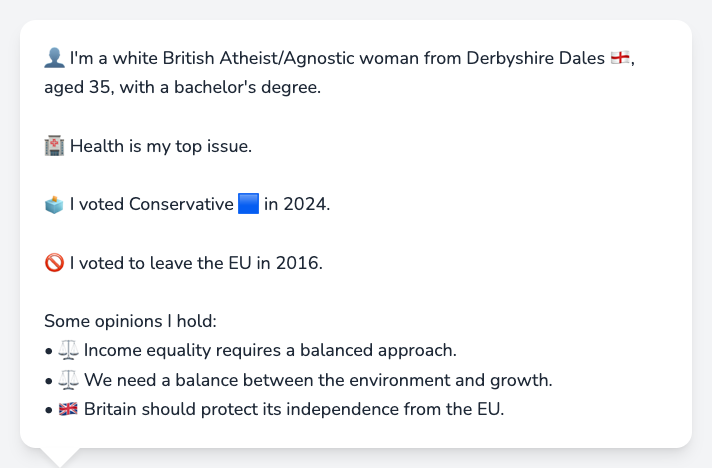 👤 I'm a white British Atheist/Agnostic woman from Derbyshire Dales 🏴󠁧󠁢󠁥󠁮󠁧󠁿,
aged 35, with a bachelor's degree.
🏥 Health is my top issue.
🗳️ I voted Conservative 🟦 in 2024.
🚫 I voted to leave the EU in 2016.
Some opinions I hold:
• ⚖️ Income equality requires a balanced approach.
• ⚖️ We need a balance between the environment and growth.
• 🇬🇧 Britain should protect its independence from the EU.